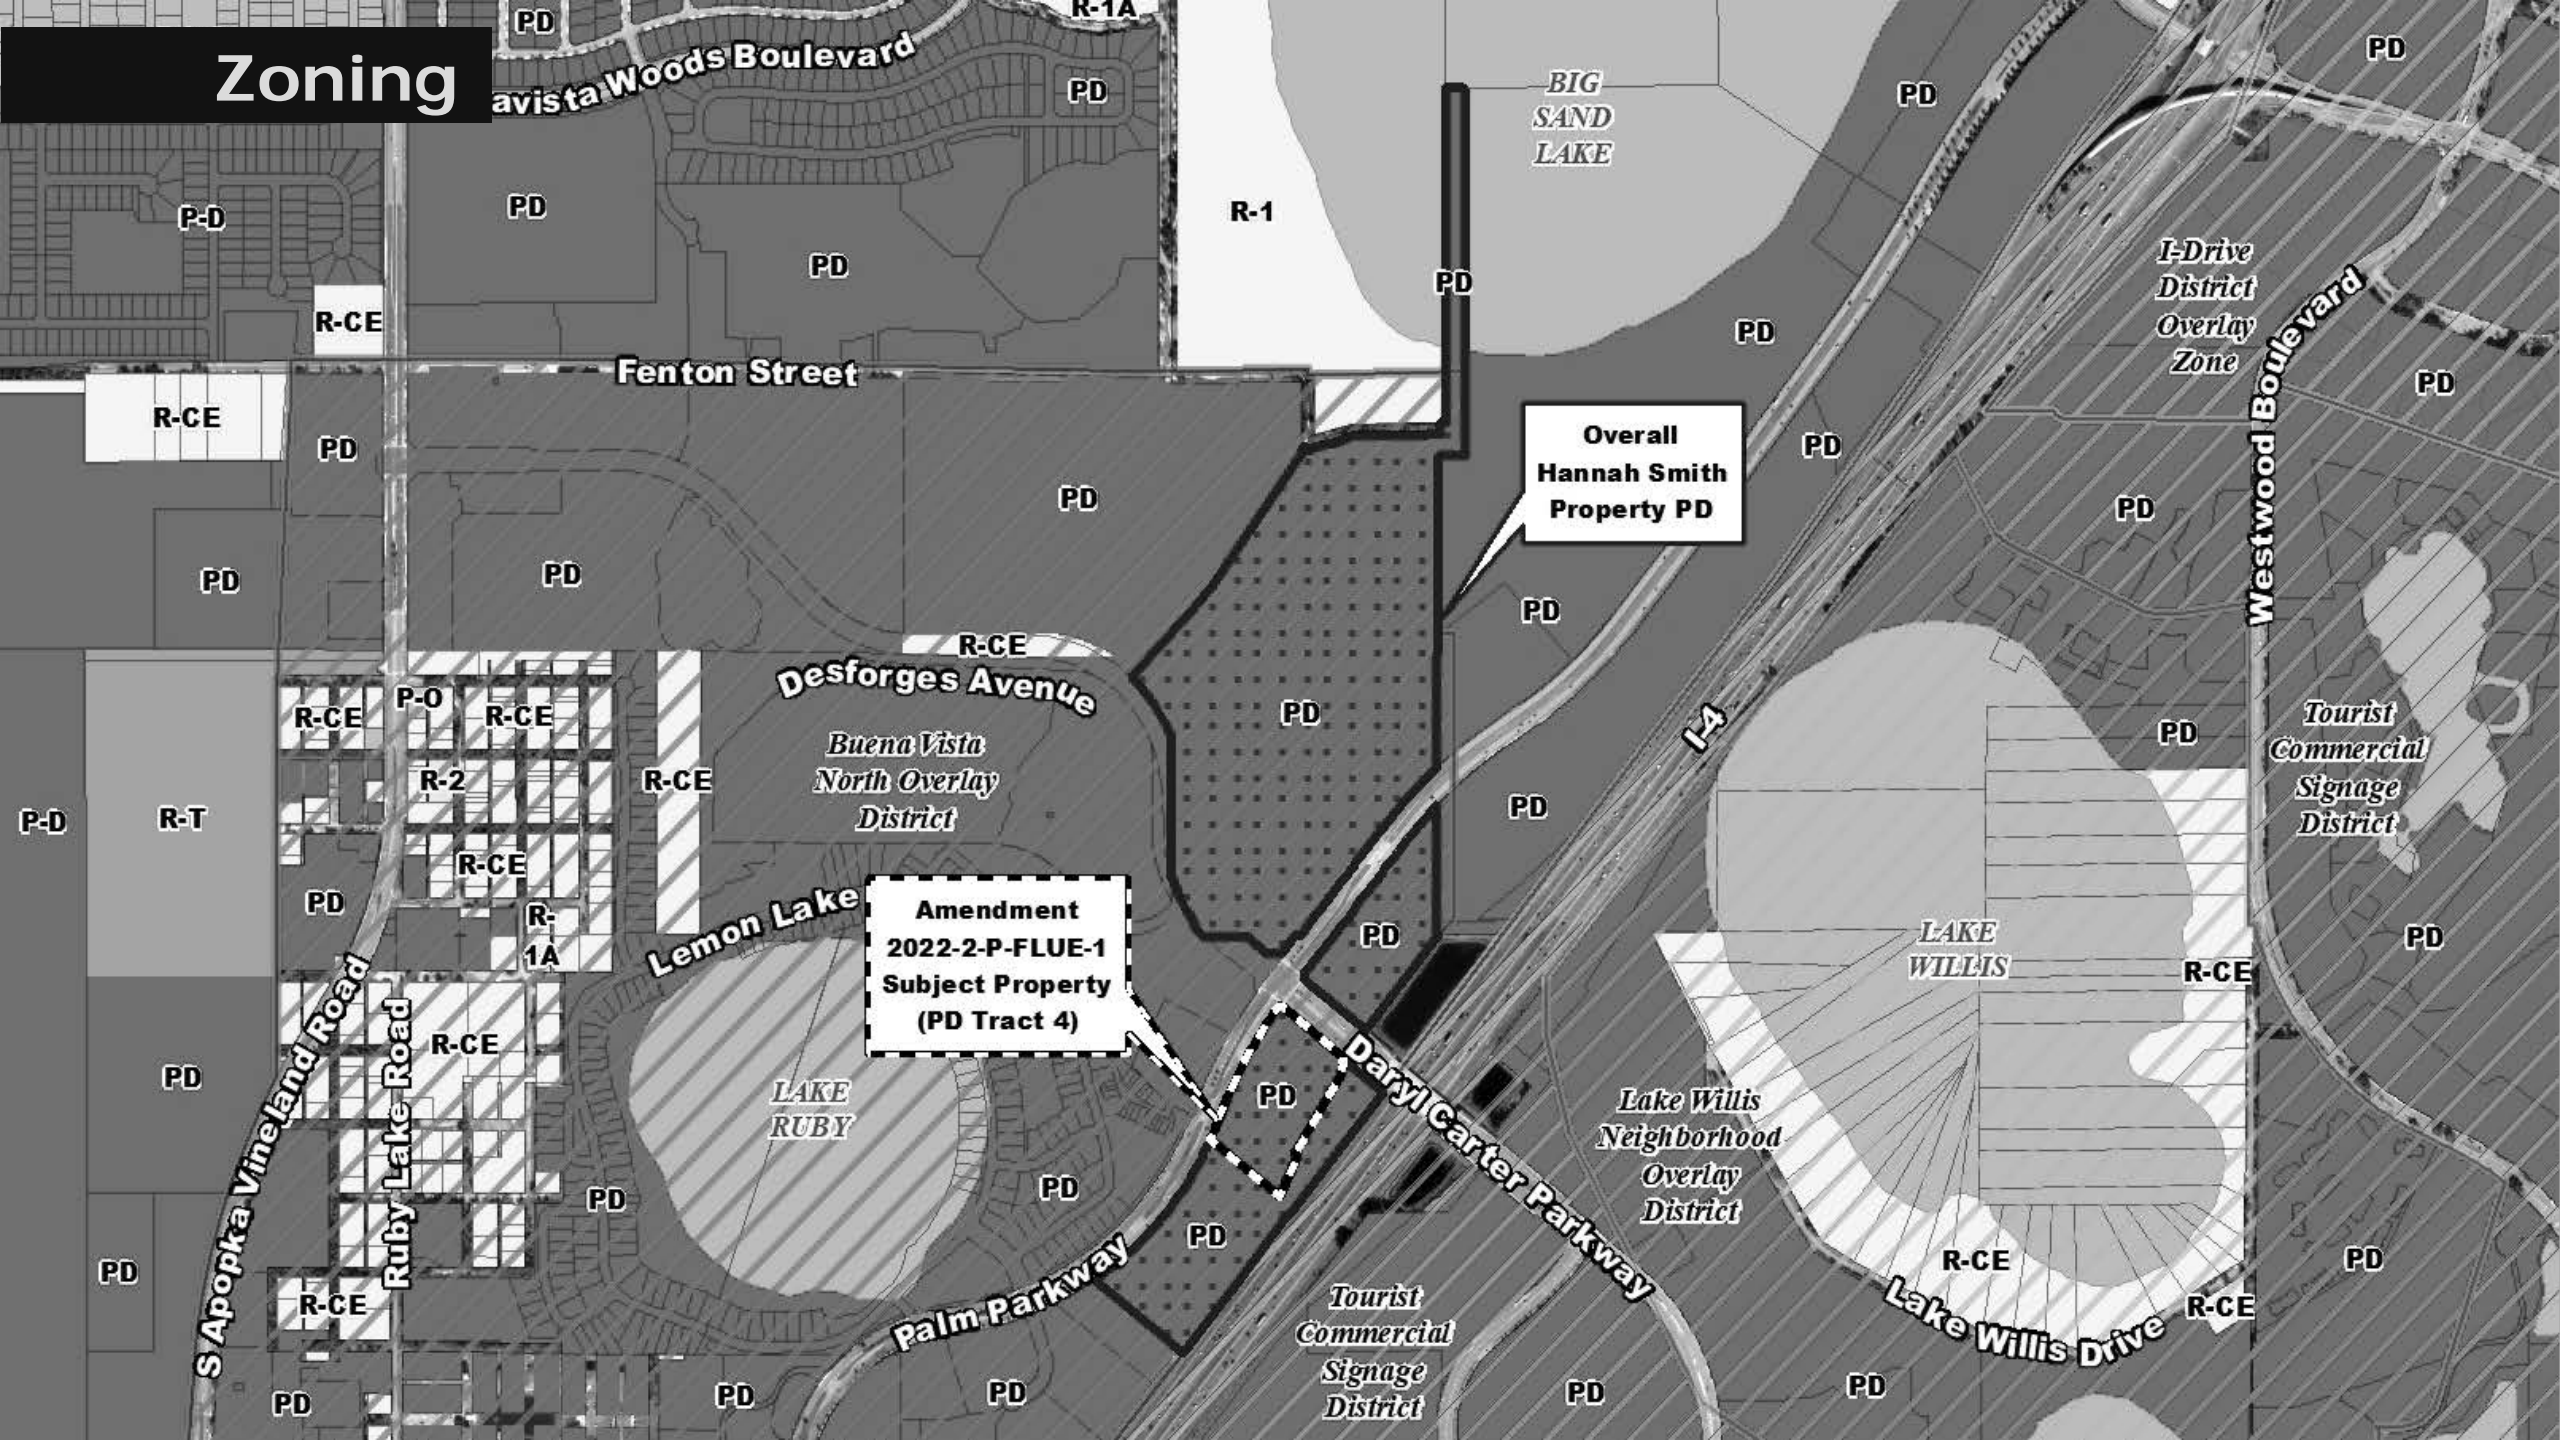 Zoning
PD
R-1A
avista Woods Boulevard
PD
PD
PD
BIG
SAND
LAKE
PD
P-D
PD
R-1
PD
PD
I-Drive
District
Overlay
Zone
R-CE
PD
Westwood Boulevard
Fenton Street
PD
PD
R-CE
PD
PD
Overall
Hannah Smith
Property PD
PD
PD
PD
PD
PD
R-CE
Desforges Avenue
R-CE
P-O
R-CE
PD
I-4
PD
Tourist
Commercial
Signage
District
Buena Vista
North Overlay
District
R-2
R-CE
P-D
R-T
PD
R-CE
PD
R-
1A
Lemon Lake
Amendment
2022-2-P-FLUE-1
Subject Property
(PD Tract 4)
PD
LAKE
WILLIS
PD
R-CE
S Apopka Vineland Road
Ruby Lake Road
R-CE
PD
LAKE
RUBY
PD
Daryl Carter Parkway
Lake Willis
Neighborhood
Overlay
District
PD
PD
PD
Palm Parkway
PD
R-CE
PD
R-CE
Tourist
Commercial
Signage
District
Lake Willis Drive
R-CE
PD
PD
PD
PD
PD